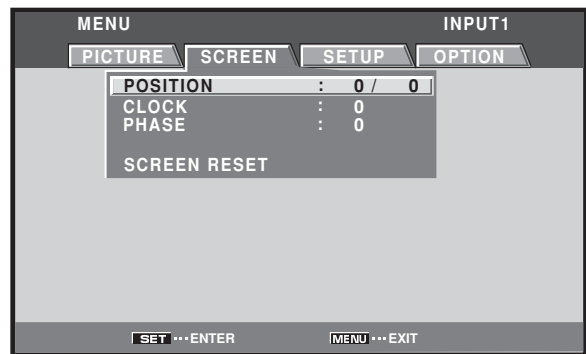 MENU INPUT1
PICTURE SCREEN SETUP OPTION
POSITION : 0 / 0
CLOCK : 0
PHASE : 0
SCREEN RESET
SET ··· ENTER MENU ··· EXIT